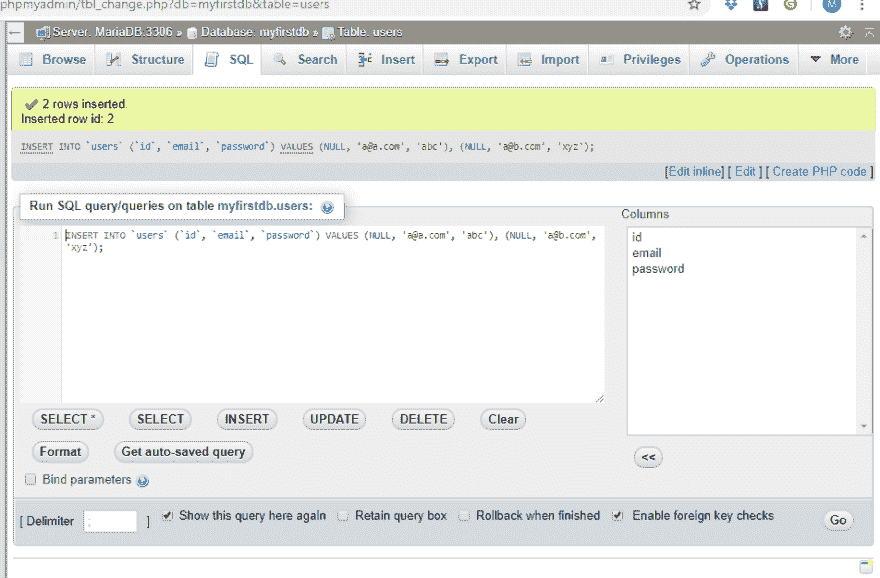 phpmyadmin/tbl_change.php?db=myfirstdb&table=users
M
Server: MariaDB:3306 » Database: myfirstdb » Table: users
Browse Structure SQL Search Insert Export Import Privileges Operations More
2 rows inserted.
Inserted row id: 2
INSERT INTO `users` (`id`, `email`, `password`) VALUES (NULL, 'a@a.com', 'abc'), (NULL, 'a@b.com', 'xyz');
[Edit inline] [ Edit ] [ Create PHP code ]
Run SQL query/queries on table myfirstdb.users:
1 INSERT INTO `users` (`id`, `email`, `password`) VALUES (NULL, 'a@a.com', 'abc'), (NULL, 'a@b.com',
'xyz');
Columns
id
email
password
SELECT * SELECT INSERT UPDATE DELETE Clear
Format Get auto-saved query
<<
Bind parameters
[ Delimiter ; ] Show this query here again Retain query box Rollback when finished Enable foreign key checks Go